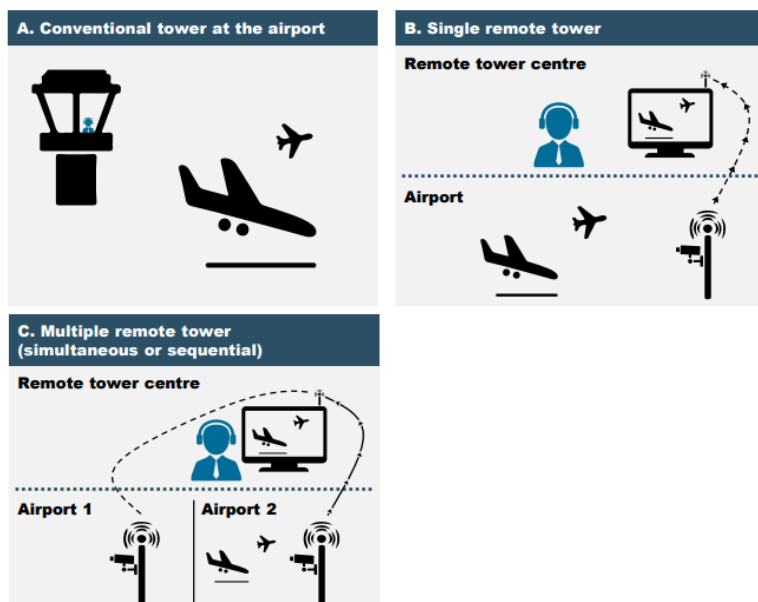 A. Conventional tower at the airport
B. Single remote tower
Remote tower centre
Airport
C. Multiple remote tower
(simultaneous or sequential)
Remote tower centre
Airport 1
Airport 2